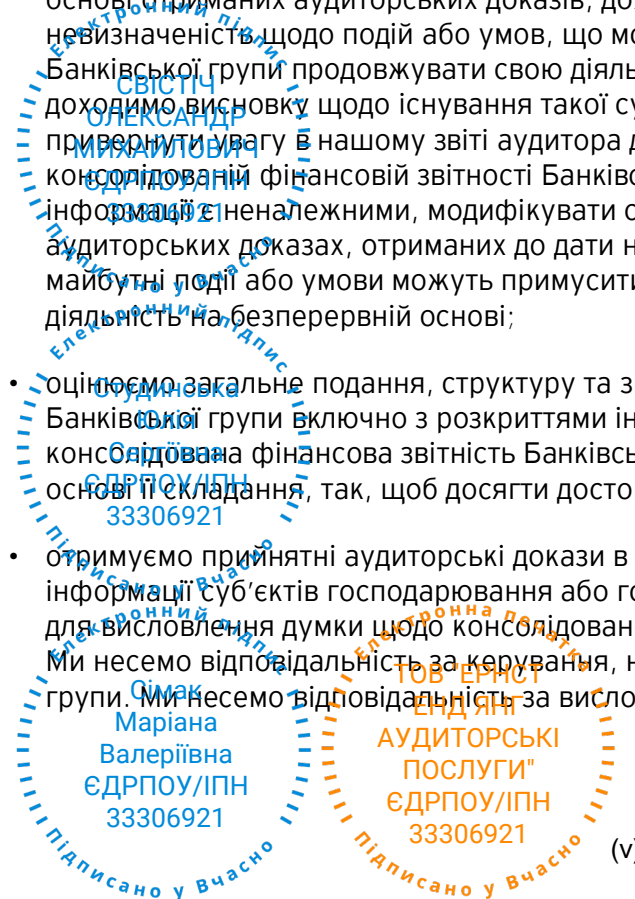 основі отриманих аудиторських доказів, дох
невизначеність щодо подій або умов, що мо
Банківської групи продовжувати свою діяль
доходимо висновку щодо існування такої су
привернути увагу в нашому звіті аудитора д
консолідованій фінансовій звітності Банківс
інформації є неналежними, модифікувати с
аудиторських доказах, отриманих до дати н
майбутні події або умови можуть примусити
діяльність на безперервній основі;
Електронний підпис
СВІСТІЧ
ОЛЕКСАНДР
МИХАЙЛОВИЧ
ЄДРПОУ/ІПН
33306921
Підписано у Вчасно
• оцінюємо загальне подання, структуру та з
Банківської групи включно з розкриттями ін
консолідована фінансова звітність Банківсь
основі її складання, так, щоб досягти досто
Електронний підпис
Студинська
Юлія
Сергіївна
ЄДРПОУ/ІПН
33306921
Підписано у Вчасно
• отримуємо прийнятні аудиторські докази в
інформації суб’єктів господарювання або го
для висловлення думки щодо консолідован
Ми несемо відповідальність за керування, н
групи. Ми несемо відповідальність за висло
Електронний підпис
Сімак
Маріана
Валеріївна
ЄДРПОУ/ІПН
33306921
Підписано у Вчасно
Електронна печатка
ТОВ "ЕРНСТ
ЕНД ЯНГ
АУДИТОРСЬКІ
ПОСЛУГИ"
ЄДРПОУ/ІПН
33306921
Підписано у Вчасно
(v)